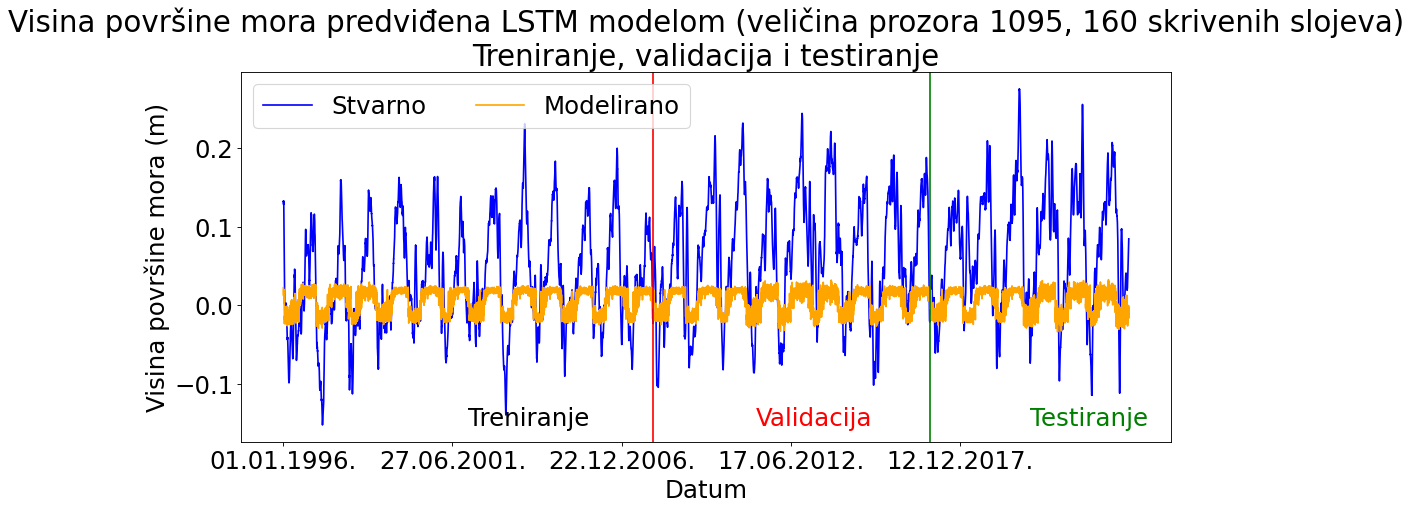 Visina površine mora predviđena LSTM modelom (veličina prozora 1095, 160 skrivenih slojeva)
Treniranje, validacija i testiranje
Stvarno
Modelirano
Visina površine mora (m)
0.2
0.1
0.0
−0.1
Treniranje
Validacija
Testiranje
01.01.1996.
27.06.2001.
22.12.2006.
17.06.2012.
12.12.2017.
Datum